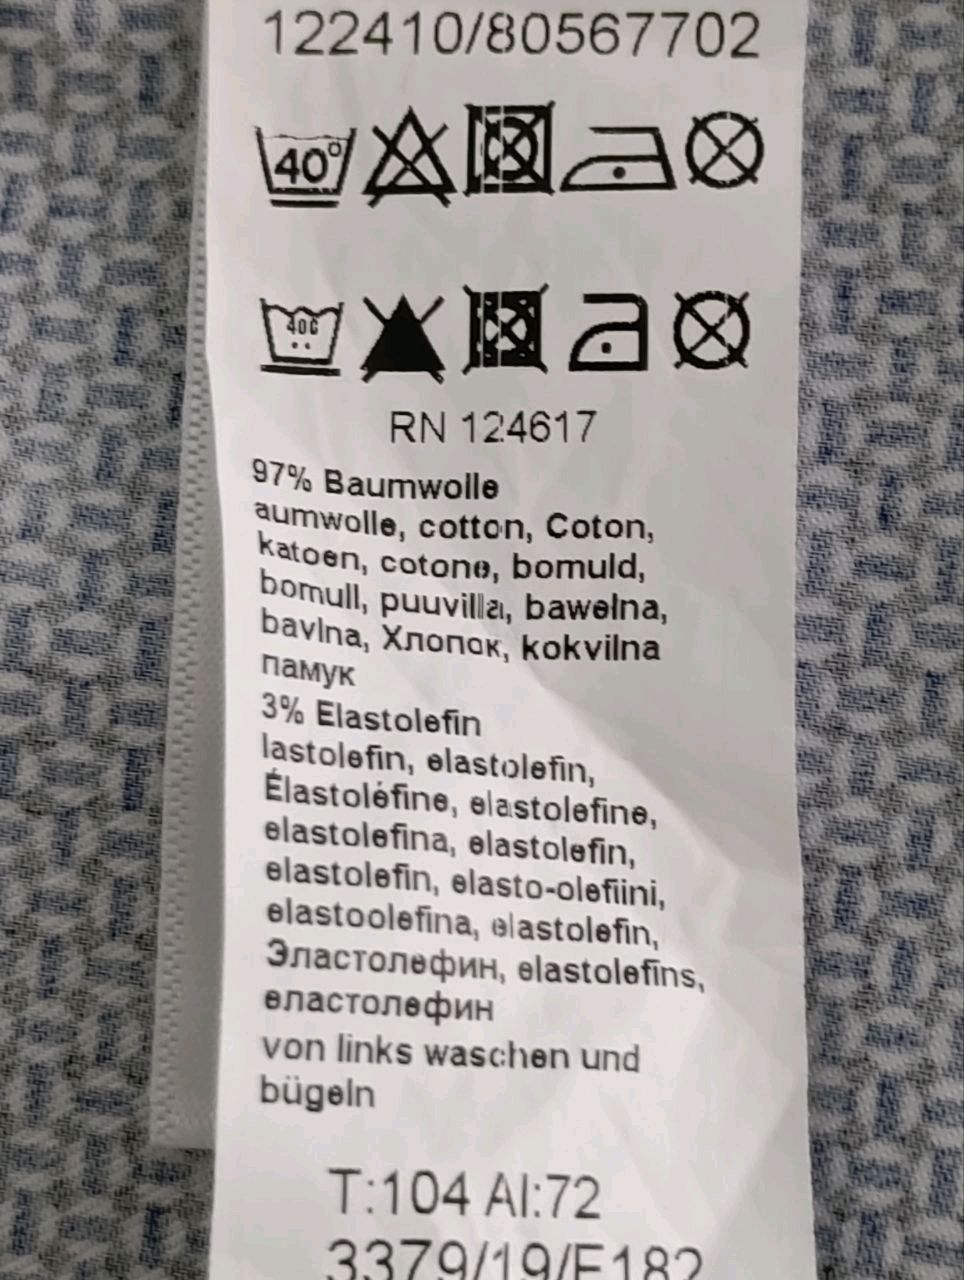 122410/80567702
40°
40C
RN 124617
97% Baumwolle
aumwolle, cotton, Coton,
katoen, cotone, bomuld,
bomull, puuvilla, bawełna,
bavlna, Хлопок, kokvilna
памук
3% Elastolefin
lastolefin, elastolefin,
Élastoléfine, elastolefine,
elastolefina, elastolefin,
elastolefin, elasto-olefiini,
elastoolefina, elastolefin,
Эластолефин, elastolefins,
еластолефин
von links waschen und
bügeln
T:104 AI:72
3379/19/F182